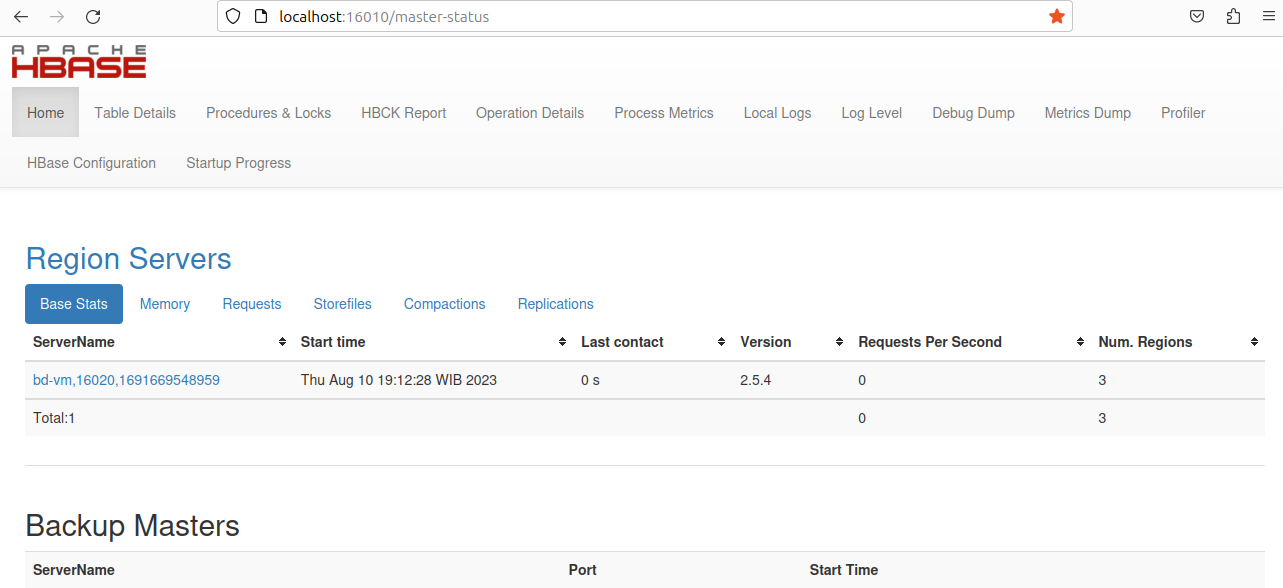 localhost:16010/master-status
APACHE
HBASE
Home Table Details Procedures & Locks HBCK Report Operation Details Process Metrics Local Logs Log Level Debug Dump Metrics Dump Profiler
HBase Configuration Startup Progress
Region Servers
Base Stats Memory Requests Storefiles Compactions Replications
ServerName Start time Last contact Version Requests Per Second Num. Regions
bd-vm,16020,1691669548959 Thu Aug 10 19:12:28 WIB 2023 0 s 2.5.4 0 3
Total:1 0 3
Backup Masters
ServerName Port Start Time